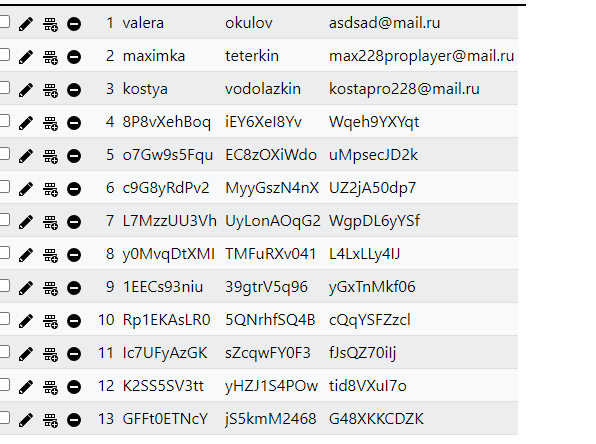 1 valera okulov asdsad@mail.ru
2 maximka teterkin max228proplayer@mail.ru
3 kostya vodolazkin kostapro228@mail.ru
4 8P8vXehBoq iEY6XeI8Yv Wqeh9YXYqt
5 o7Gw9s5Fqu EC8zOXiWdo uMpsecJD2k
6 c9G8yRdPv2 MyyGszN4nX UZ2jA50dp7
7 L7MzzUU3Vh UyLonAOqG2 WgpDL6yYSf
8 y0MvqDtXMI TMFuRXv041 L4LxLLy4IJ
9 1EECs93niu 39gtrV5q96 yGxTnMkf06
10 Rp1EKAsLR0 5QNrhfSQ4B cQqYSFZzcl
11 Ic7UFyAzGK sZcqwFY0F3 fJsQZ70iIj
12 K2SS5SV3tt yHZJ1S4POw tid8VXuI7o
13 GFFt0ETNcY jS5kmM2468 G48XKKCDZK